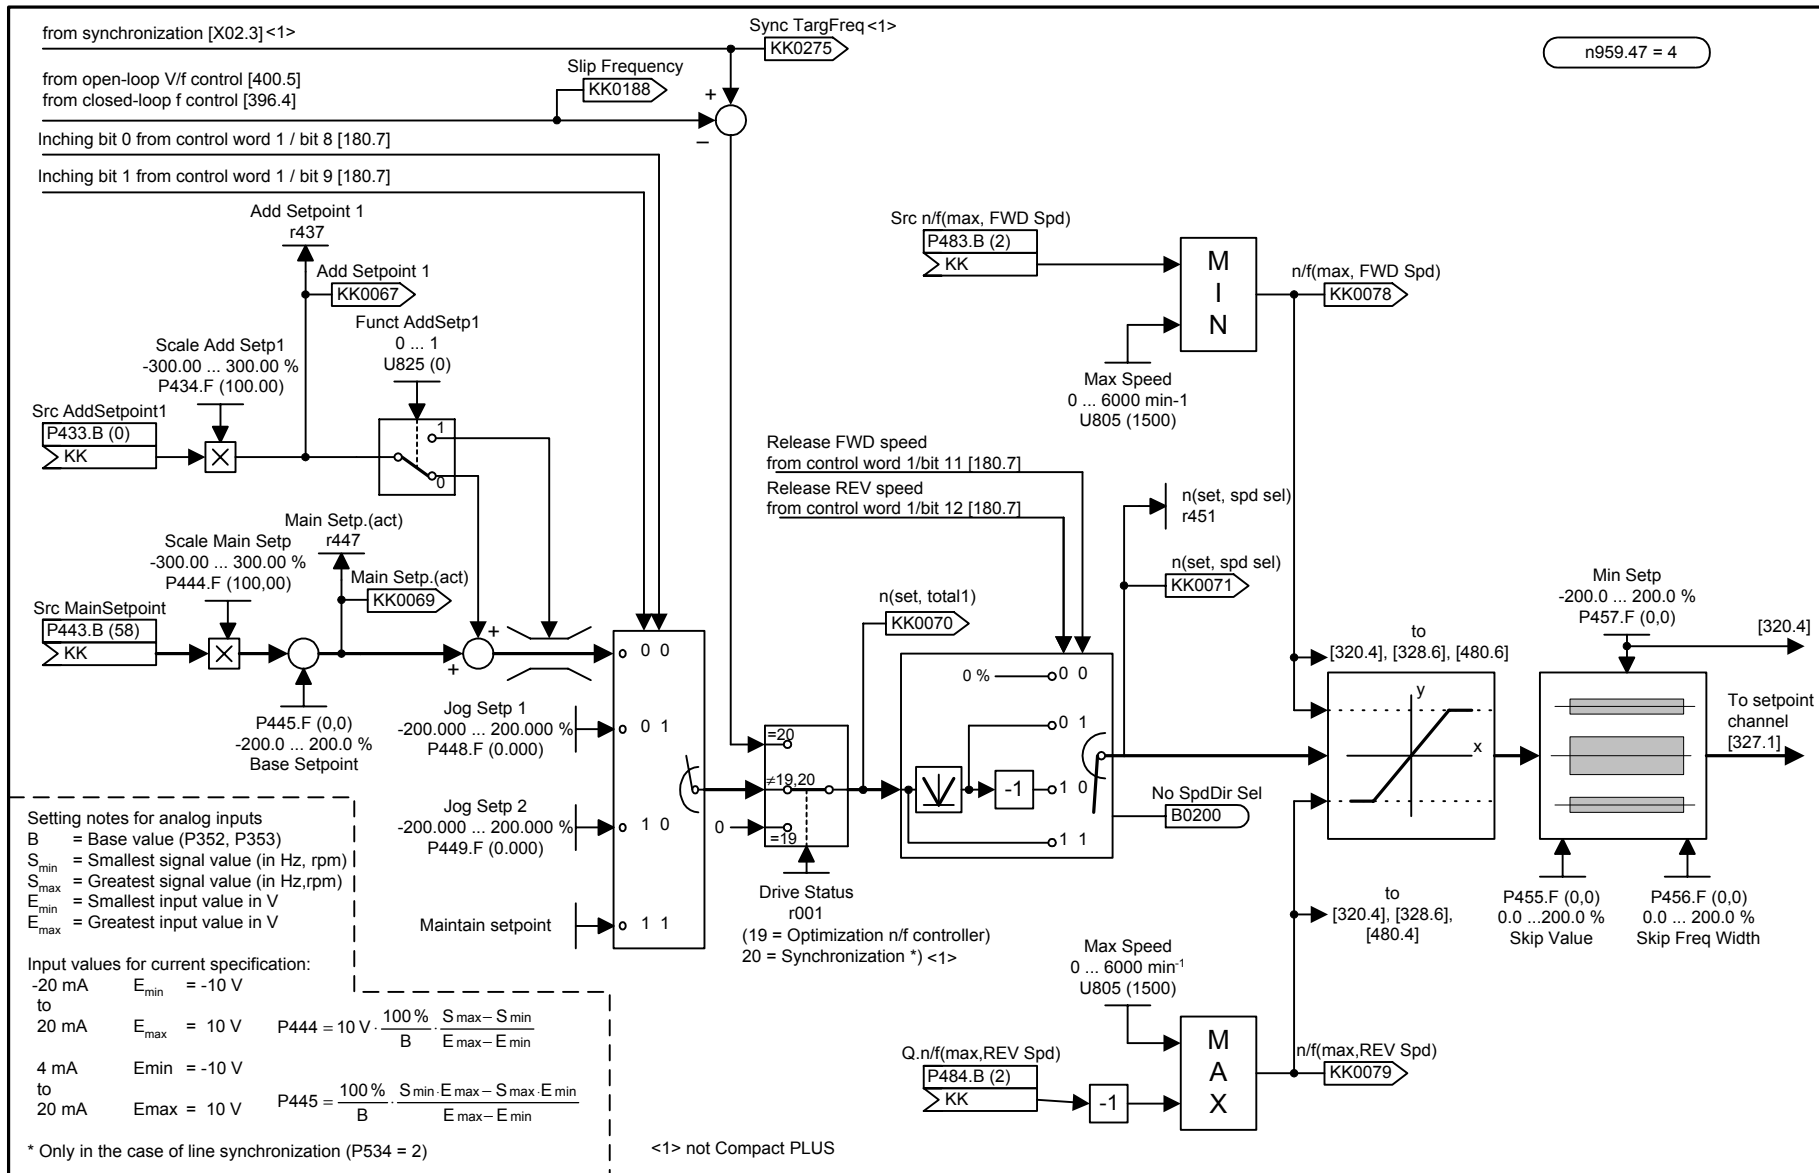 from synchronization [X02.3]<1>
Sync TargFreq<1>
KK0275
n959.47 = 4
from open-loop V/f control [400.5]
from closed-loop f control [396.4]
Slip Frequency
KK0188
+
−
Inching bit 0 from control word 1 / bit 8 [180.7]
Inching bit 1 from control word 1 / bit 9 [180.7]
Add Setpoint 1
r437
Add Setpoint 1
KK0067
Funct AddSetp1
0 ... 1
U825 (0)
1
0
Scale Add Setp1
-300.00 ... 300.00 %
P434.F (100.00)
Src AddSetpoint1
P433.B (0)
KK
Main Setp.(act)
r447
Main Setp.(act)
KK0069
Scale Main Setp
-300.00 ... 300.00 %
P444.F (100,00)
Src MainSetpoint
P443.B (58)
KK
+
+
P445.F (0,0)
-200.0 ... 200.0 %
Base Setpoint
0 0
Jog Setp 1
-200.000 ... 200.000 %
P448.F (0.000)
0 1
Jog Setp 2
-200.000 ... 200.000 %
P449.F (0.000)
1 0
Maintain setpoint
1 1
=20
≠19,20
0
=19
Drive Status
r001
(19 = Optimization n/f controller)
20 = Synchronization *) <1>
n(set, total1)
KK0070
Src n/f(max, FWD Spd)
P483.B (2)
KK
M
I
N
Max Speed
0 ... 6000 min-1
U805 (1500)
n/f(max, FWD Spd)
KK0078
Release FWD speed
from control word 1/bit 11 [180.7]
Release REV speed
from control word 1/bit 12 [180.7]
n(set, spd sel)
r451
n(set, spd sel)
KK0071
0 %
0 0
0 1
-1
1 0
1 1
No SpdDir Sel
B0200
to
[320.4], [328.6], [480.6]
y
x
to
[320.4], [328.6],
[480.4]
Min Setp
-200.0 ... 200.0 %
P457.F (0,0)
[320.4]
To setpoint
channel
[327.1]
P455.F (0,0)
0.0 ...200.0 %
Skip Value
P456.F (0,0)
0.0 ... 200.0 %
Skip Freq Width
Max Speed
0 ... 6000 min-1
U805 (1500)
Q.n/f(max,REV Spd)
P484.B (2)
KK
-1
M
A
X
n/f(max,REV Spd)
KK0079
Setting notes for analog inputs
B = Base value (P352, P353)
Smin = Smallest signal value (in Hz, rpm)
Smax = Greatest signal value (in Hz,rpm)
Emin = Smallest input value in V
Emax = Greatest input value in V
Input values for current specification:
-20 mA Emin = -10 V
to
20 mA Emax = 10 V
P444 = 10 V · 100 % / B · Smax − Smin / Emax − Emin
4 mA Emin = -10 V
to
20 mA Emax = 10 V
P445 = 100 % / B · Smin·Emax − Smax·Emin / Emax − Emin
* Only in the case of line synchronization (P534 = 2)
<1> not Compact PLUS